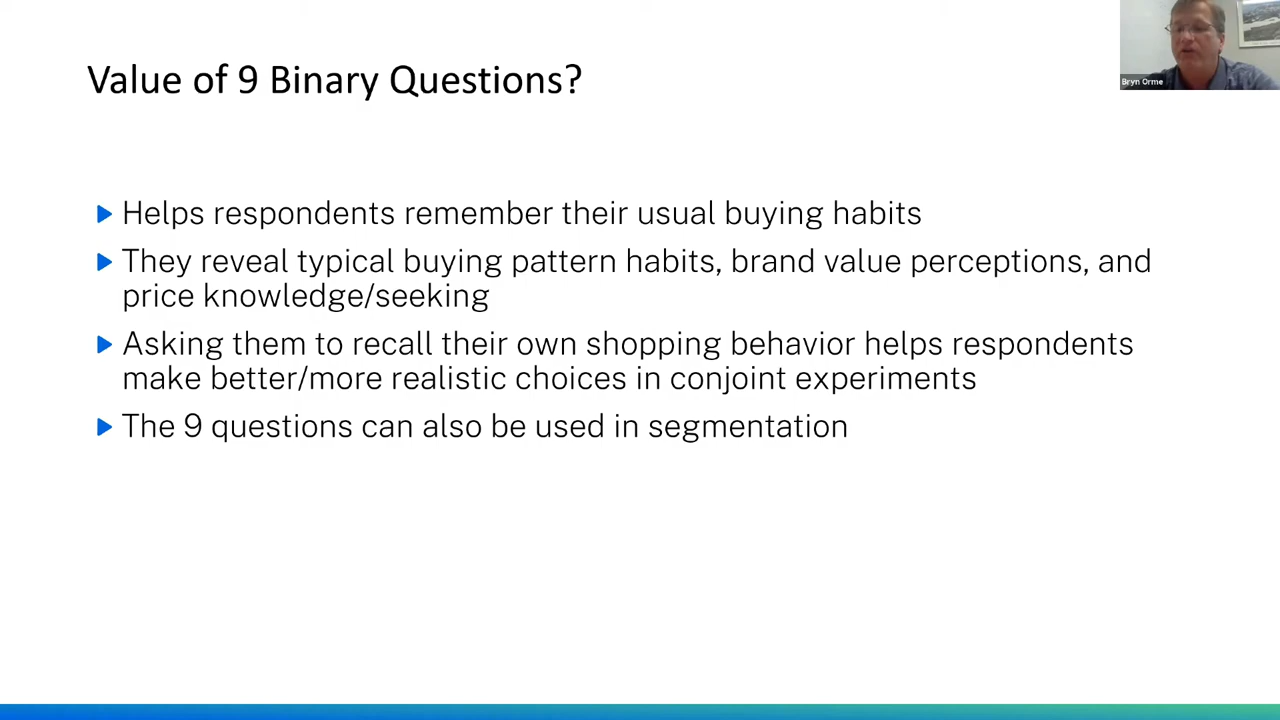 Value of 9 Binary Questions?
Bryn Orme
Helps respondents remember their usual buying habits
They reveal typical buying pattern habits, brand value perceptions, and
price knowledge/seeking
Asking them to recall their own shopping behavior helps respondents
make better/more realistic choices in conjoint experiments
The 9 questions can also be used in segmentation